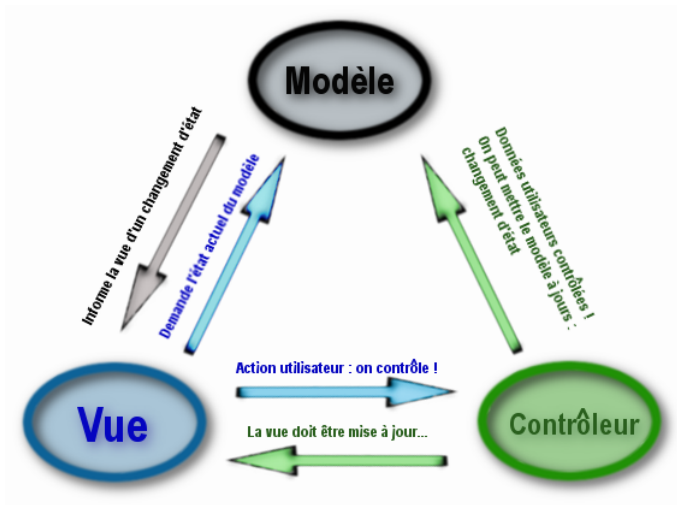 Modèle
Informe la vue d'un changement d'état
Demande l'état actuel du modèle
Données utilisateurs contrôlées !
On peut mettre le modèle à jours :
changement d'état
Action utilisateur : on contrôle !
Vue
La vue doit être mise à jour...
Contrôleur